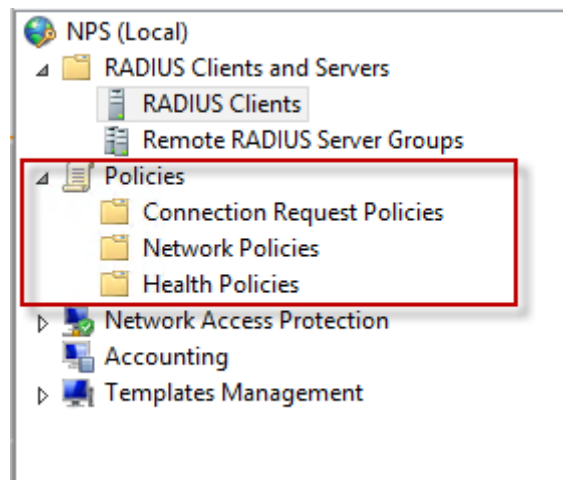 NPS (Local)
RADIUS Clients and Servers
RADIUS Clients
Remote RADIUS Server Groups
Policies
Connection Request Policies
Network Policies
Health Policies
Network Access Protection
Accounting
Templates Management